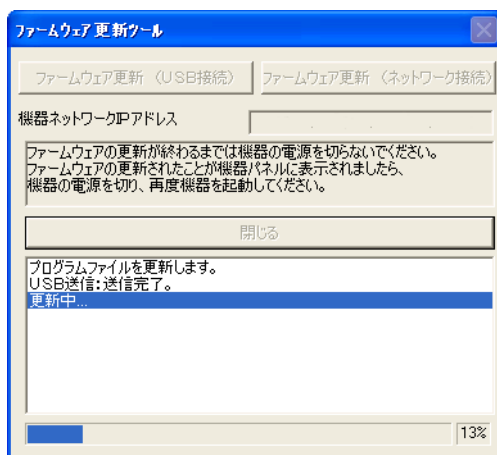 ファームウェア更新ツール
ファームウェア更新 (USB接続)
ファームウェア更新 (ネットワーク接続)
機器ネットワークIPアドレス
. . .
ファームウェアの更新が終わるまでは機器の電源を切らないでください。
ファームウェアの更新されたことが機器パネルに表示されましたら、
機器の電源を切り、再度機器を起動してください。
閉じる
プログラムファイルを更新します。
USB送信:送信完了。
更新中...
13%